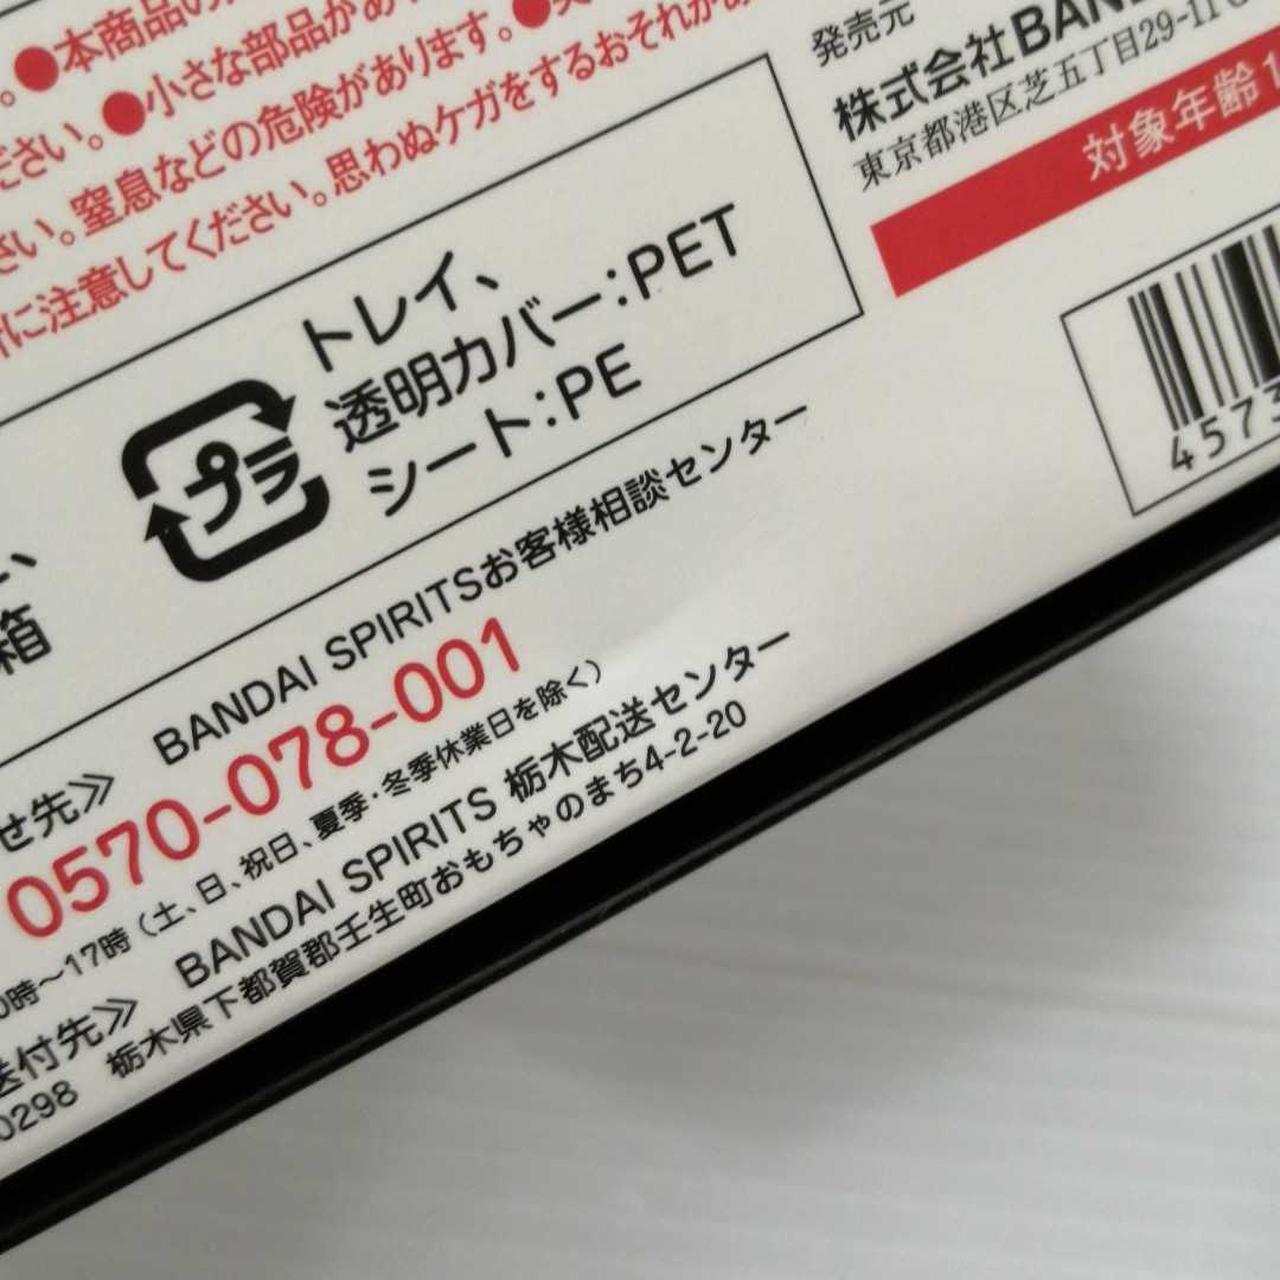 。●本商品の
ださい。●小さな部品があ
さい。窒息などの危険があります。●
に注意してください。思わぬケガをするおそれがあ
発売元
株式会社BAN
東京都港区芝五丁目29-11
対象年齢1
トレイ、
透明カバー:PET
シート:PE
プラ
箱
せ先≫ BANDAI SPIRITSお客様相談センター
0570-078-001
時~17時(土、日、祝日、夏季・冬季休業日を除く)
送付先≫ BANDAI SPIRITS 栃木配送センター
0298 栃木県下都賀郡壬生町おもちゃのまち4-2-20
4573